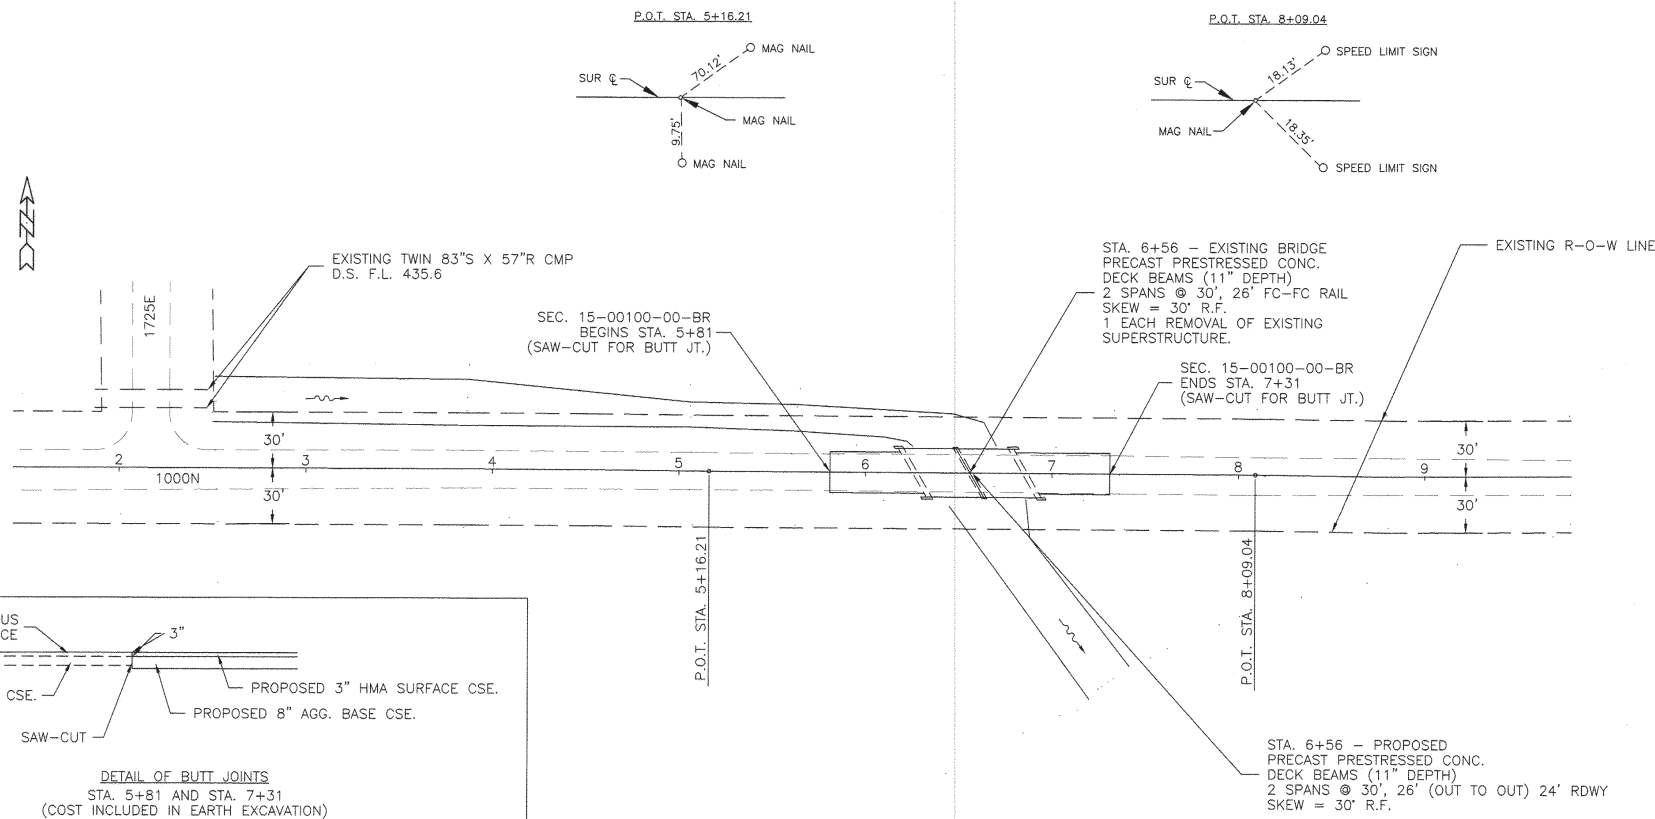 P.O.T. STA. 5+16.21
MAG NAIL
70.12'
SUR ℄
MAG NAIL
9.75'
MAG NAIL
P.O.T. STA. 8+09.04
SPEED LIMIT SIGN
18.13'
SUR ℄
MAG NAIL
18.35'
SPEED LIMIT SIGN
N
EXISTING TWIN 83"S X 57"R CMP
D.S. F.L. 435.6
1725E
SEC. 15-00100-00-BR
BEGINS STA. 5+81
(SAW-CUT FOR BUTT JT.)
STA. 6+56 - EXISTING BRIDGE
PRECAST PRESTRESSED CONC.
DECK BEAMS (11" DEPTH)
2 SPANS @ 30', 26' FC-FC RAIL
SKEW = 30° R.F.
1 EACH REMOVAL OF EXISTING
SUPERSTRUCTURE.
EXISTING R-O-W LINE
SEC. 15-00100-00-BR
ENDS STA. 7+31
(SAW-CUT FOR BUTT JT.)
30'
30'
2 3 4 5 6 7 8 9
1000N
30'
30'
P.O.T. STA. 5+16.21
P.O.T. STA. 8+09.04
US
CE
3"
CSE.
PROPOSED 3" HMA SURFACE CSE.
PROPOSED 8" AGG. BASE CSE.
SAW-CUT
DETAIL OF BUTT JOINTS
STA. 5+81 AND STA. 7+31
(COST INCLUDED IN EARTH EXCAVATION)
STA. 6+56 - PROPOSED
PRECAST PRESTRESSED CONC.
DECK BEAMS (11" DEPTH)
2 SPANS @ 30', 26' (OUT TO OUT) 24' RDWY
SKEW = 30° R.F.